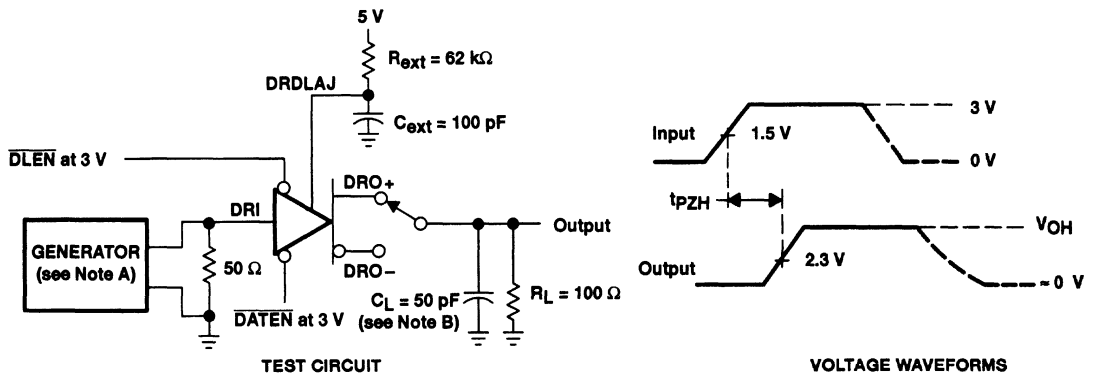 5 V
Rext = 62 kΩ
DRDLAJ
Cext = 100 pF
DLEN at 3 V
DRO+
DRI
Output
GENERATOR
(see Note A)
50 Ω
DRO−
CL = 50 pF
(see Note B)
RL = 100 Ω
DATEN at 3 V
TEST CIRCUIT
3 V
Input
1.5 V
0 V
tPZH
VOH
Output
2.3 V
≈ 0 V
VOLTAGE WAVEFORMS